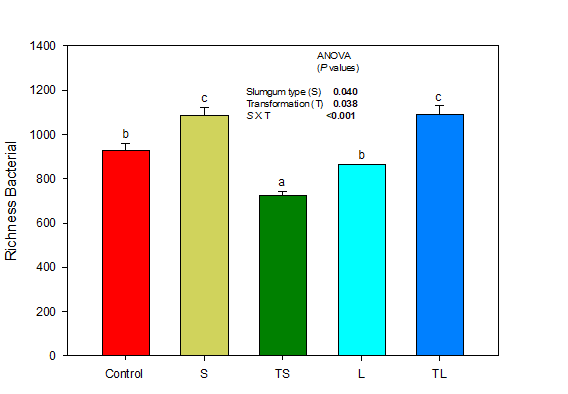 1400
1200
1000
800
600
400
200
0
Richness Bacterial
ANOVA
(P values)
Slumgum type (S) 0.040
Transformation (T) 0.038
S X T <0.001
b
c
a
b
c
Control S TS L TL